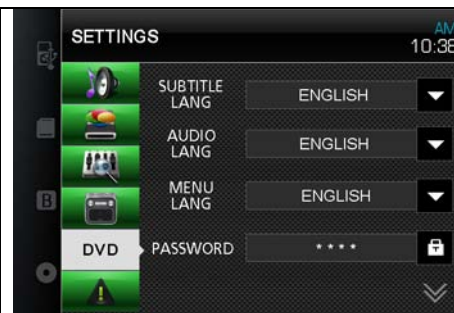 SETTINGS
AM
10:38
SUBTITLE
LANG
ENGLISH
AUDIO
LANG
ENGLISH
MENU
LANG
ENGLISH
B
DVD
PASSWORD
* * * *